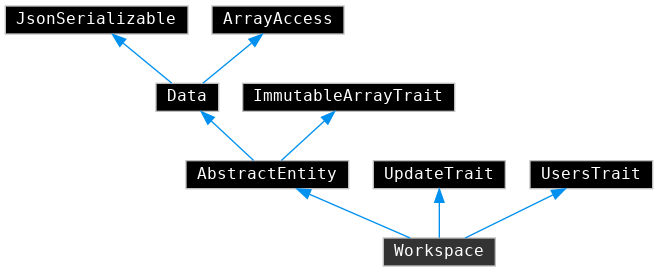 JsonSerializable
ArrayAccess
Data
ImmutableArrayTrait
AbstractEntity
UpdateTrait
UsersTrait
Workspace